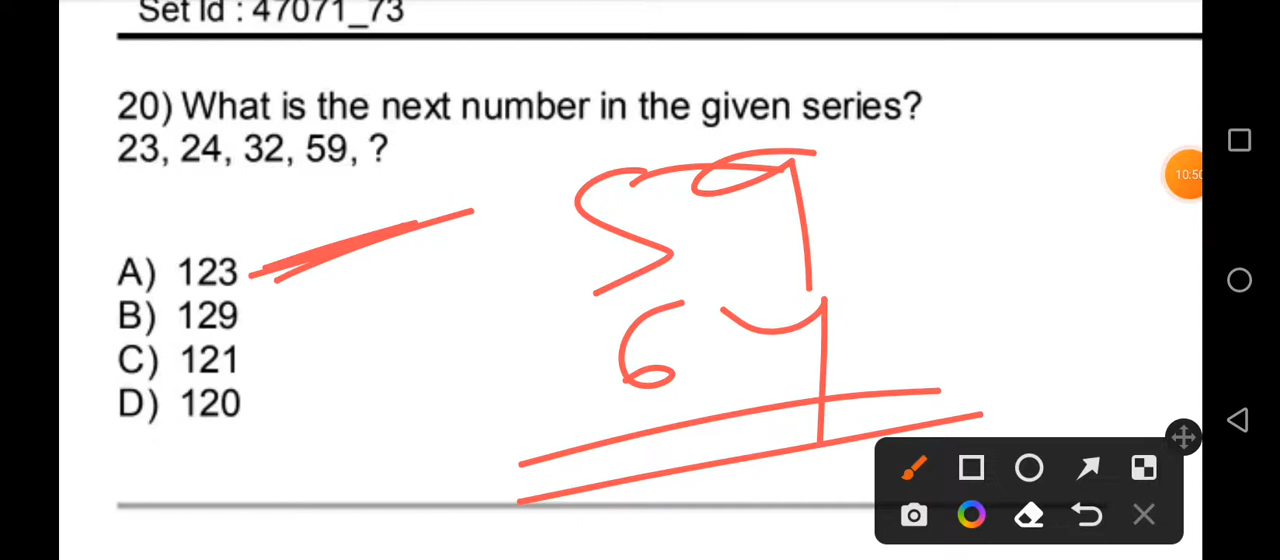 Set Id : 47071_73
20) What is the next number in the given series?
23, 24, 32, 59, ?
59
10:50
A) 123
B) 129
64
C) 121
D) 120